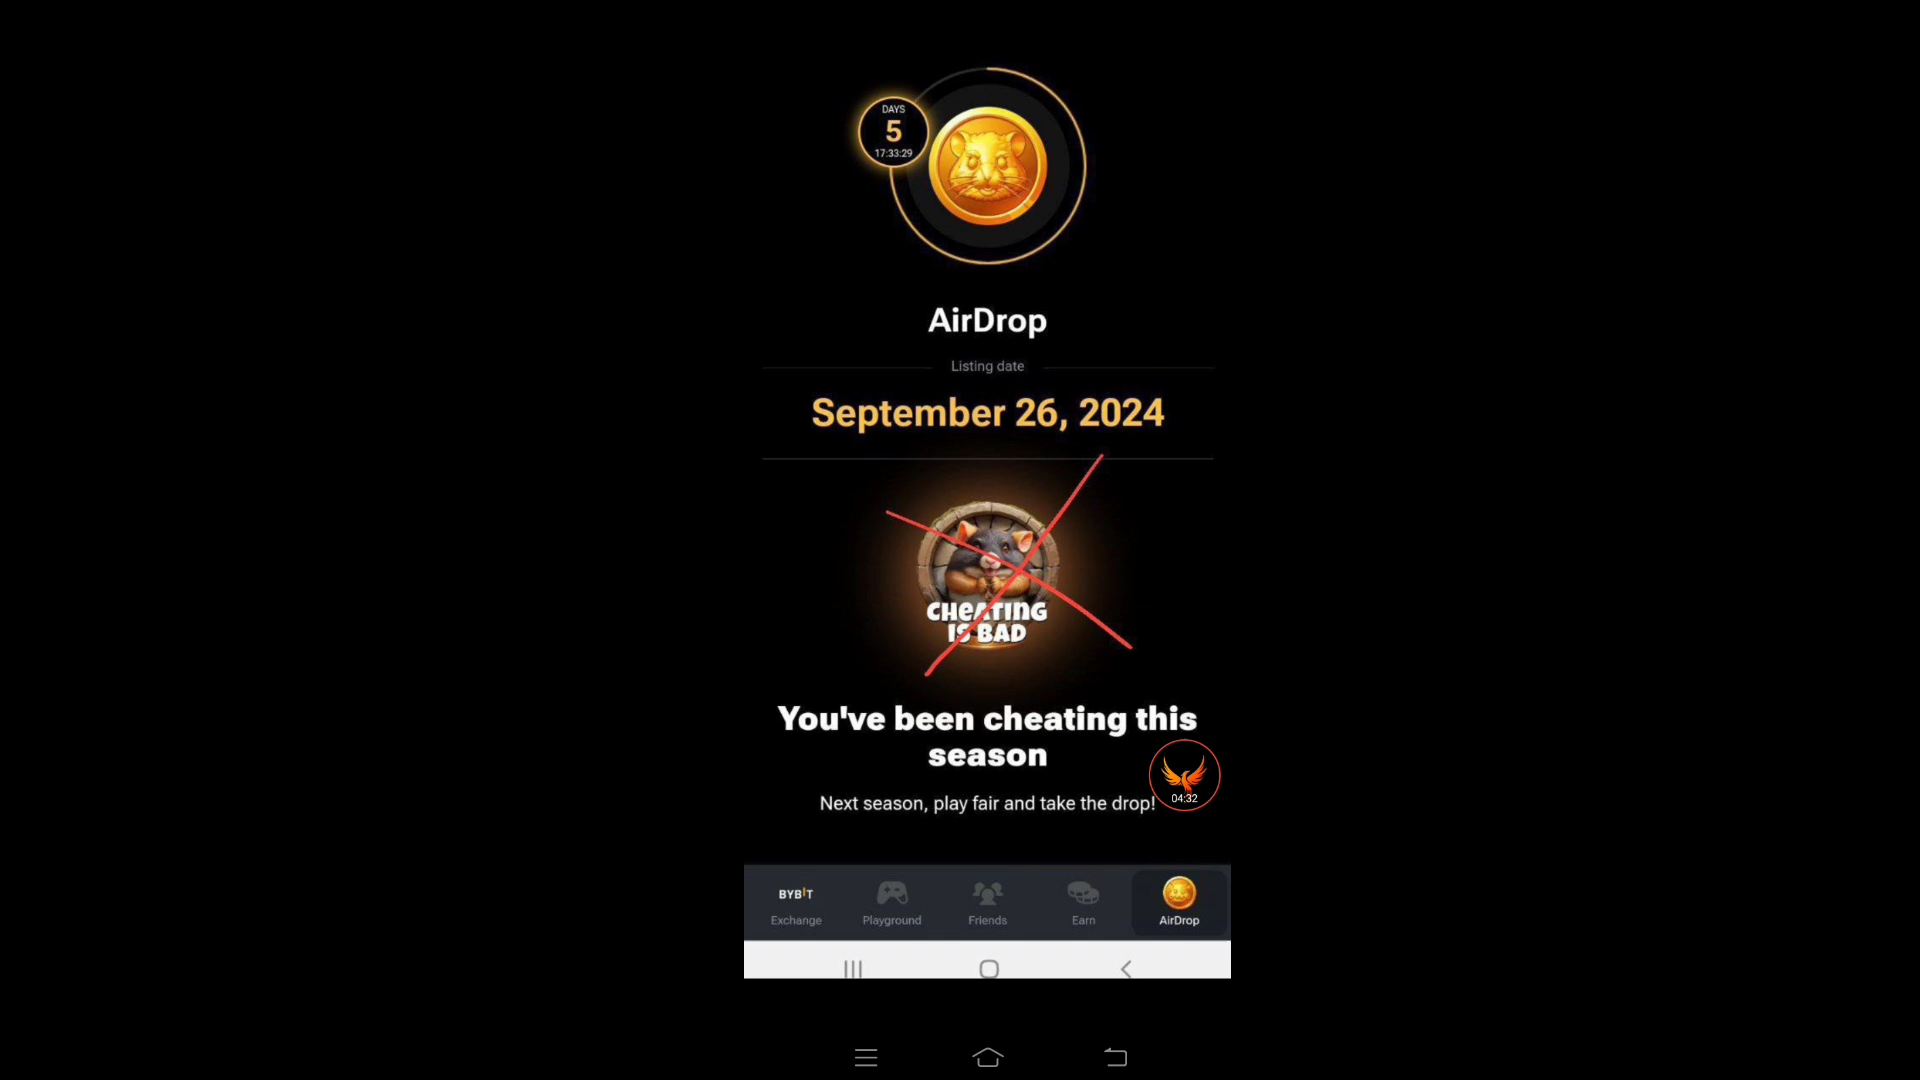 DAYS
5
17:33:29
AirDrop
Listing date
September 26, 2024
CHEATING
IS BAD
You've been cheating this
season
Next season, play fair and take the drop!
04:32
BYBIT
Exchange
Playground
Friends
Earn
AirDrop